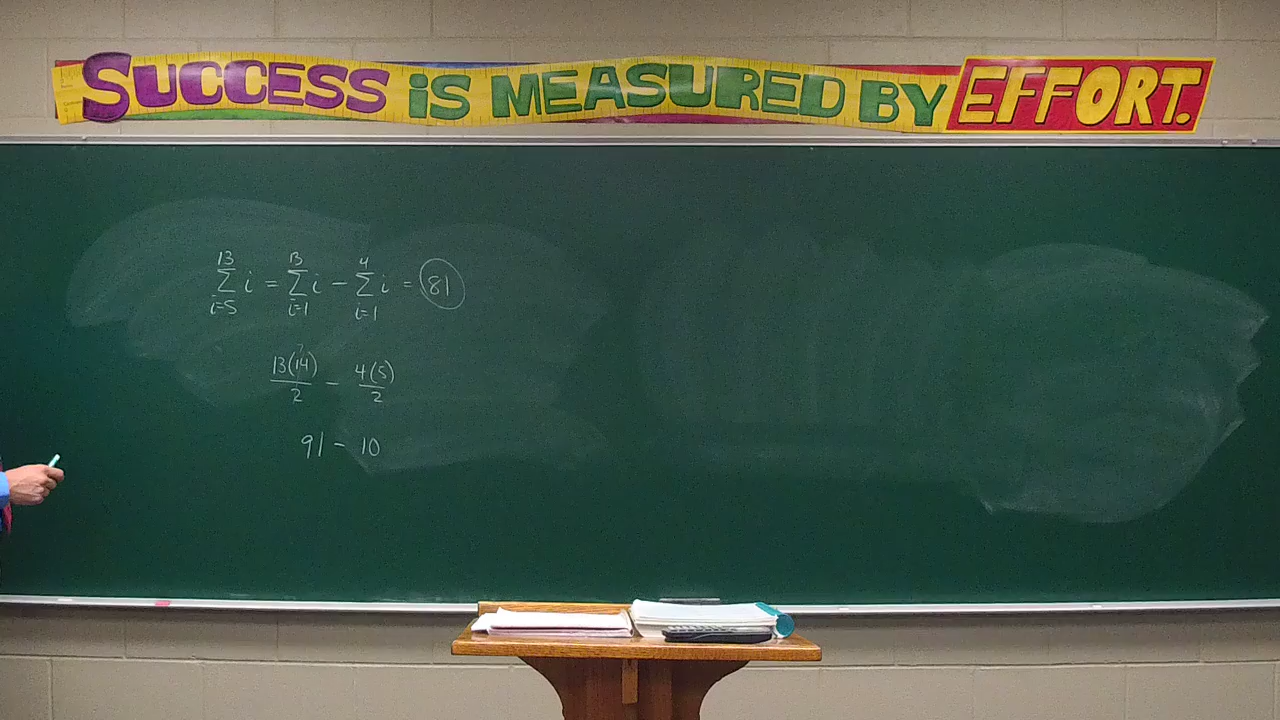 SUCCESS iS MEASURED BY EFFORT.
13 13 4
∑ i = ∑ i − ∑ i = 81
i=5 i=1 i=1
7
13(14) 4(5)
―― − ――
2 2
91 − 10